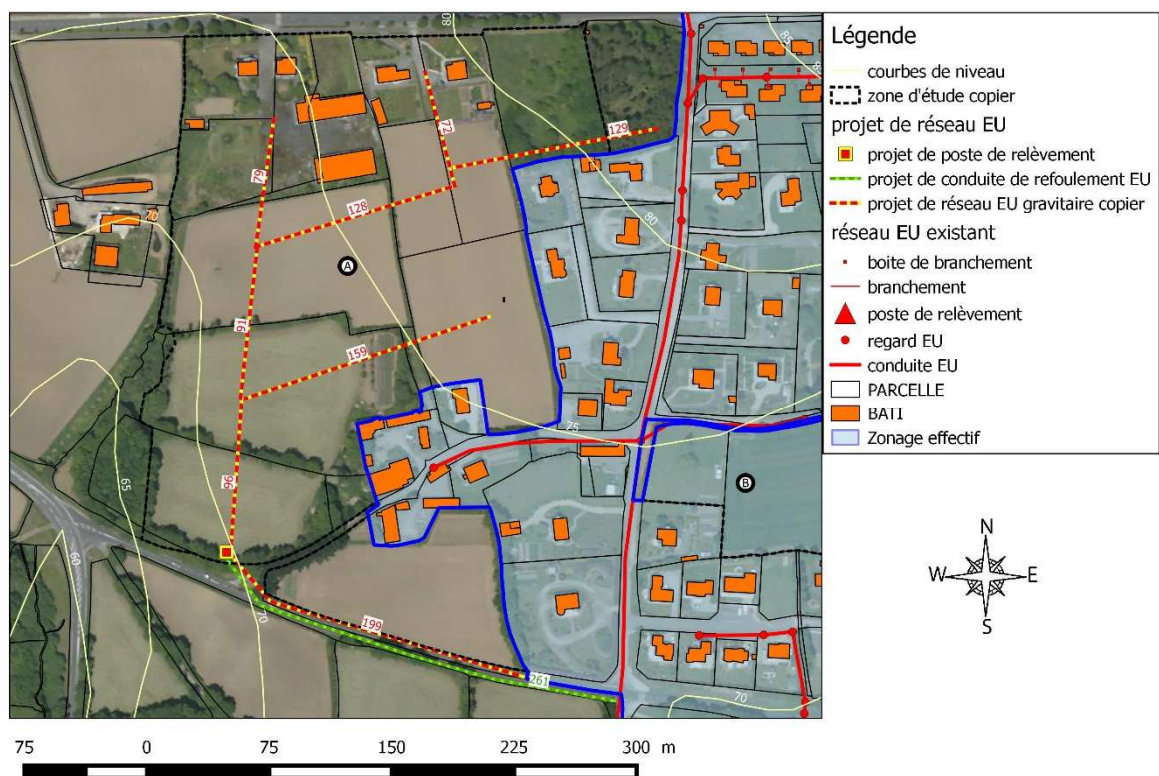 Légende
courbes de niveau
zone d'étude copier
projet de réseau EU
projet de poste de relèvement
projet de conduite de refoulement EU
projet de réseau EU gravitaire copier
réseau EU existant
boite de branchement
branchement
poste de relèvement
regard EU
conduite EU
PARCELLE
BATI
Zonage effectif
80
85
72
129
79
128
70
80
A
91
159
75
96
65
B
60
70
199
261
70
N
W E
S
75 0 75 150 225 300 m